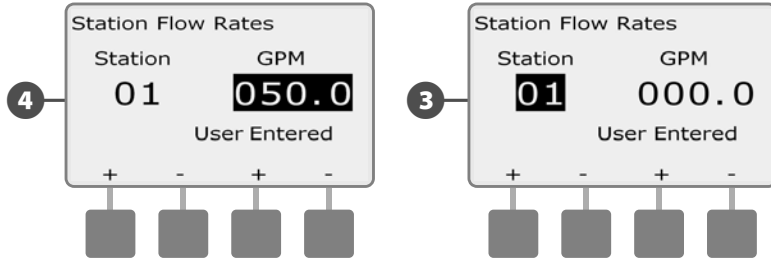 4
Station Flow Rates
Station GPM
01 050.0
User Entered
+ - + -
3
Station Flow Rates
Station GPM
01 000.0
User Entered
+ - + -